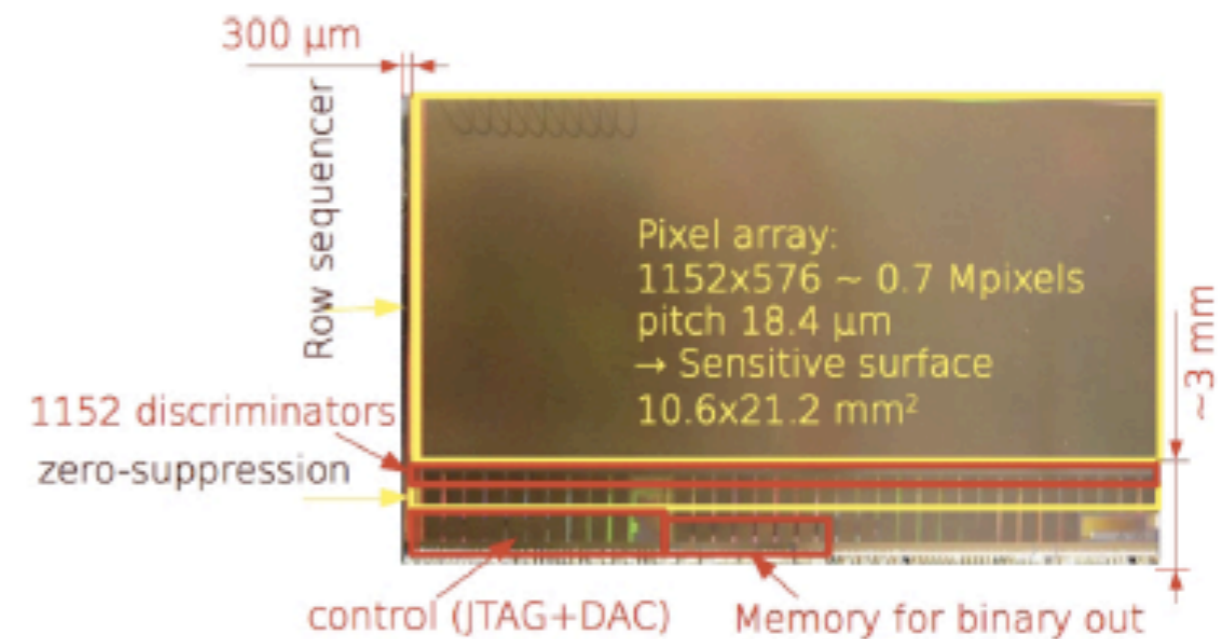 300 µm
Row sequencer
Pixel array:
1152x576 ~ 0.7 Mpixels
pitch 18.4 µm
→ Sensitive surface
10.6x21.2 mm²
~3 mm
1152 discriminators
zero-suppression
control (JTAG+DAC)
Memory for binary out